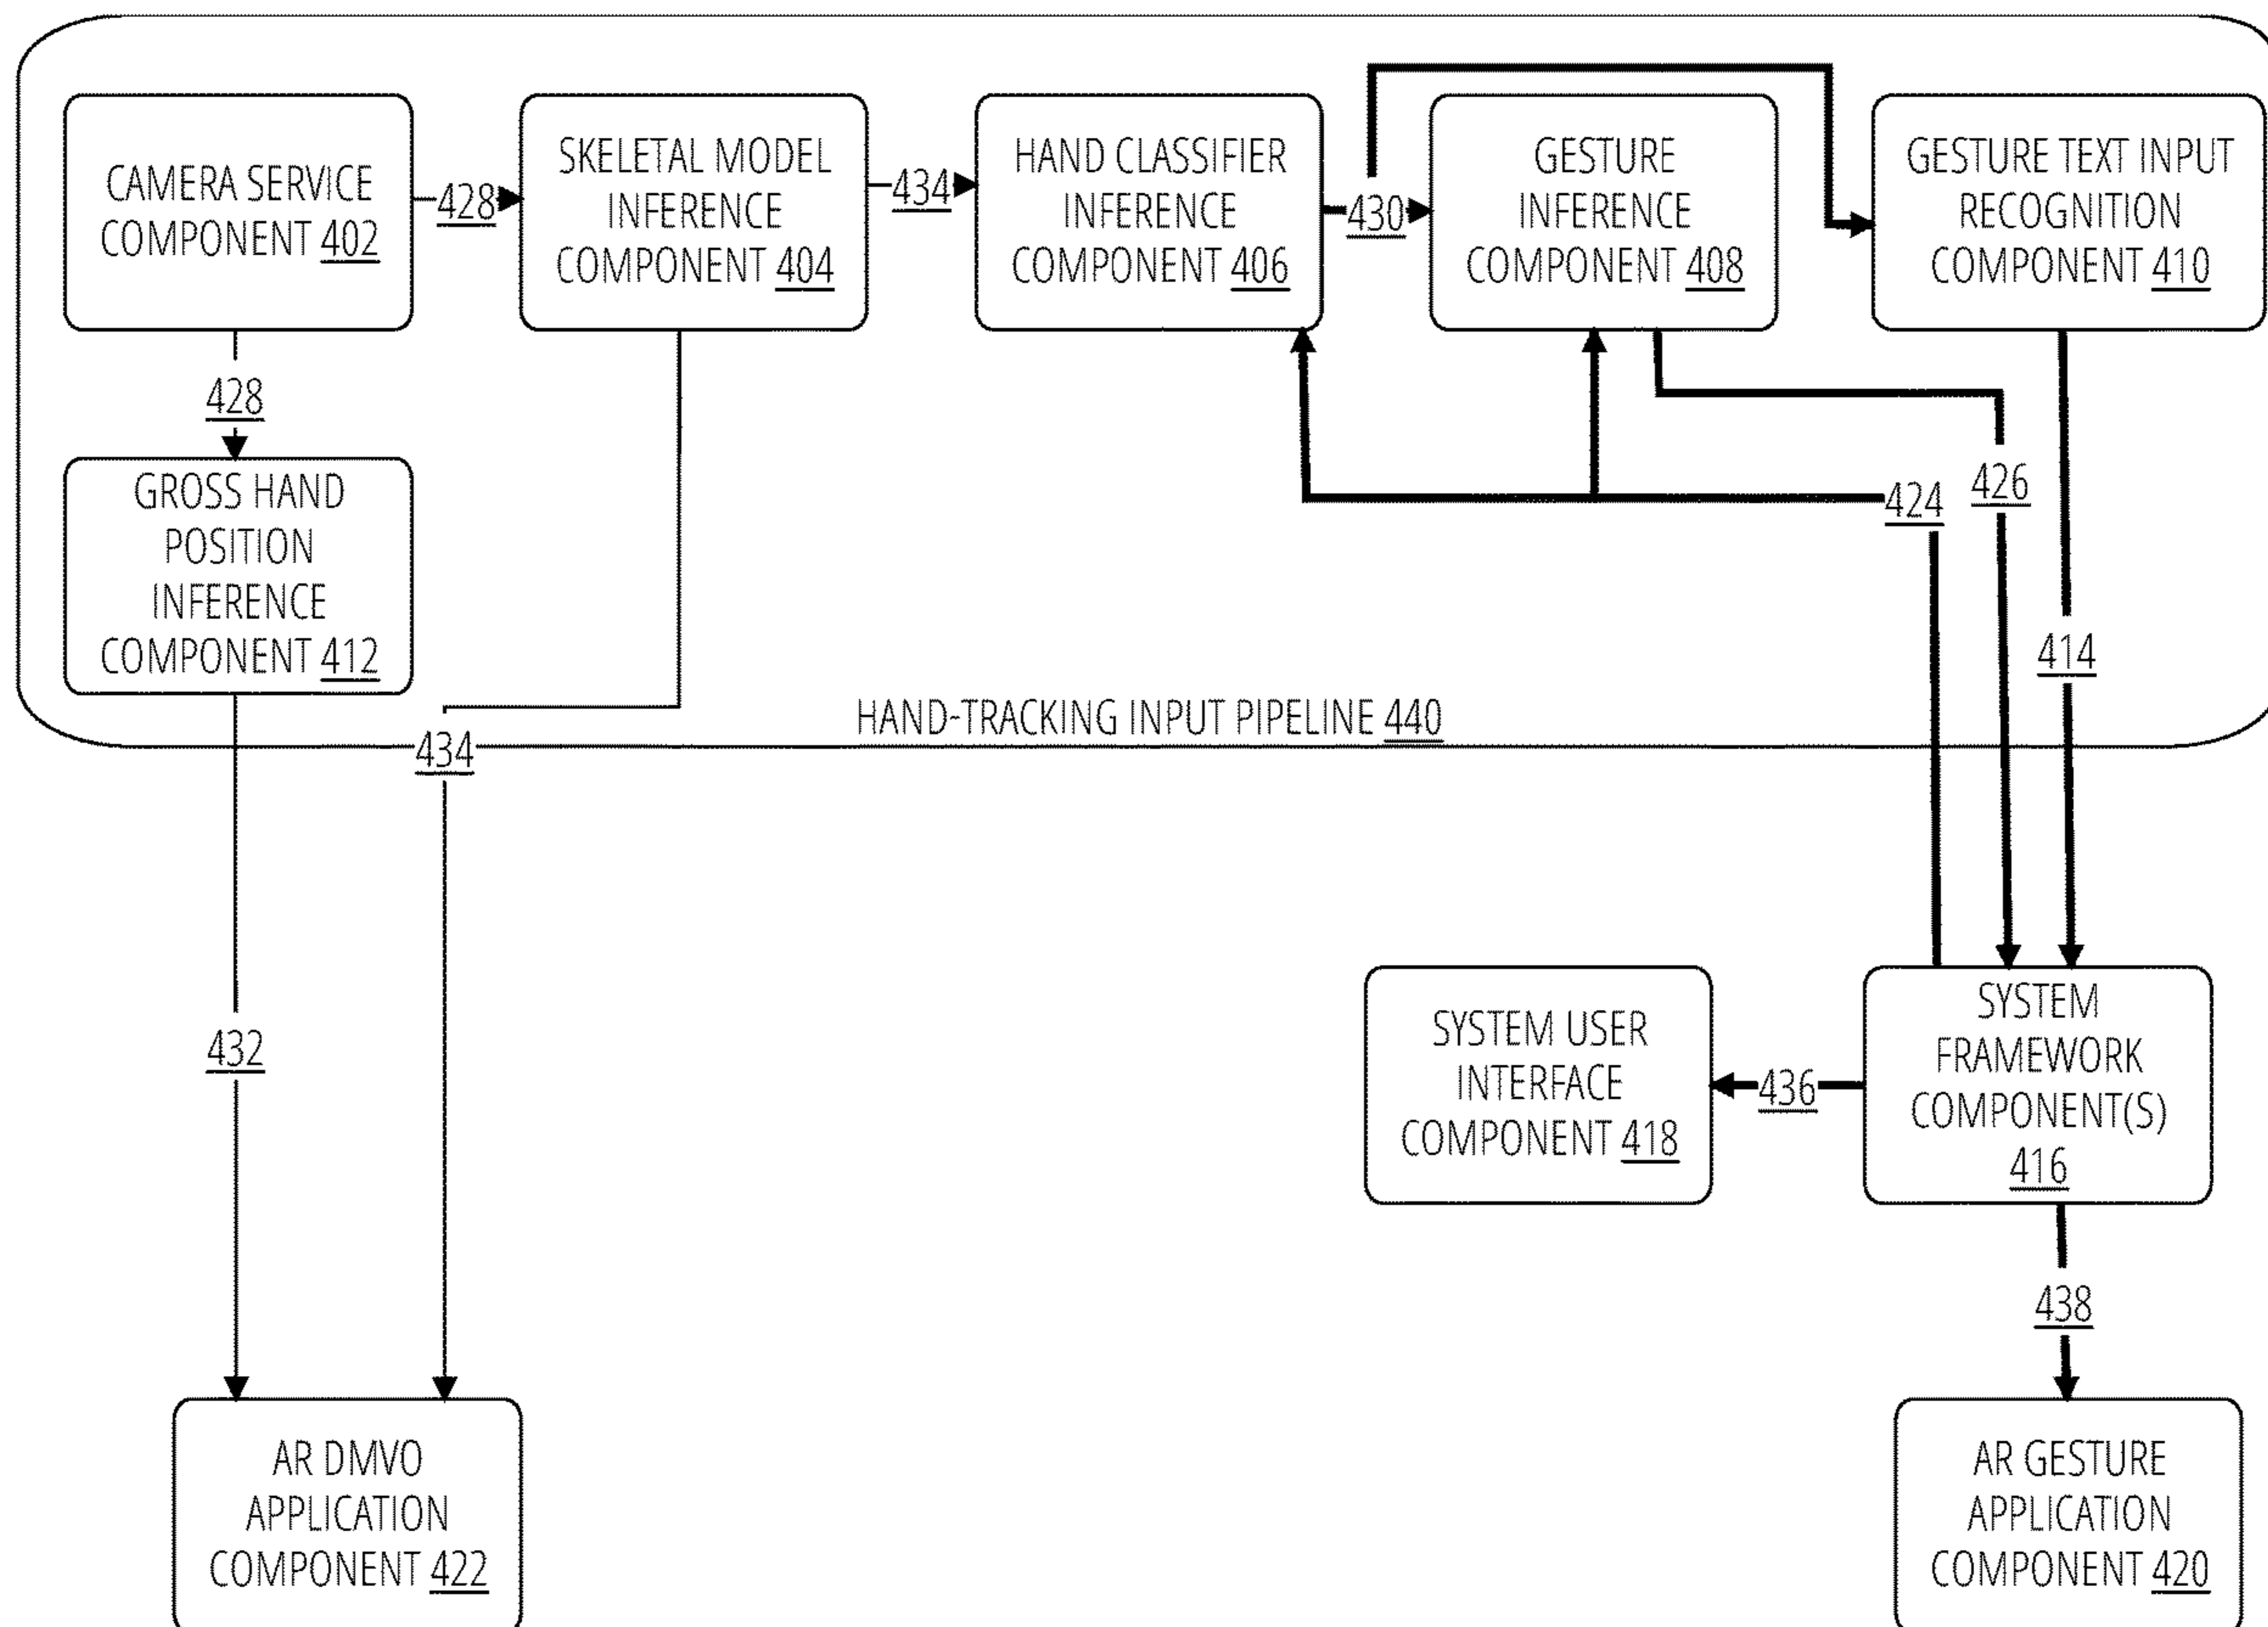 CAMERA SERVICE
COMPONENT 402
428
SKELETAL MODEL
INFERENCE
COMPONENT 404
434
HAND CLASSIFIER
INFERENCE
COMPONENT 406
430
GESTURE
INFERENCE
COMPONENT 408
GESTURE TEXT INPUT
RECOGNITION
COMPONENT 410
428
GROSS HAND
POSITION
INFERENCE
COMPONENT 412
424
426
414
HAND-TRACKING INPUT PIPELINE 440
434
432
SYSTEM USER
INTERFACE
COMPONENT 418
436
SYSTEM
FRAMEWORK
COMPONENT(S)
416
438
AR DMVO
APPLICATION
COMPONENT 422
AR GESTURE
APPLICATION
COMPONENT 420